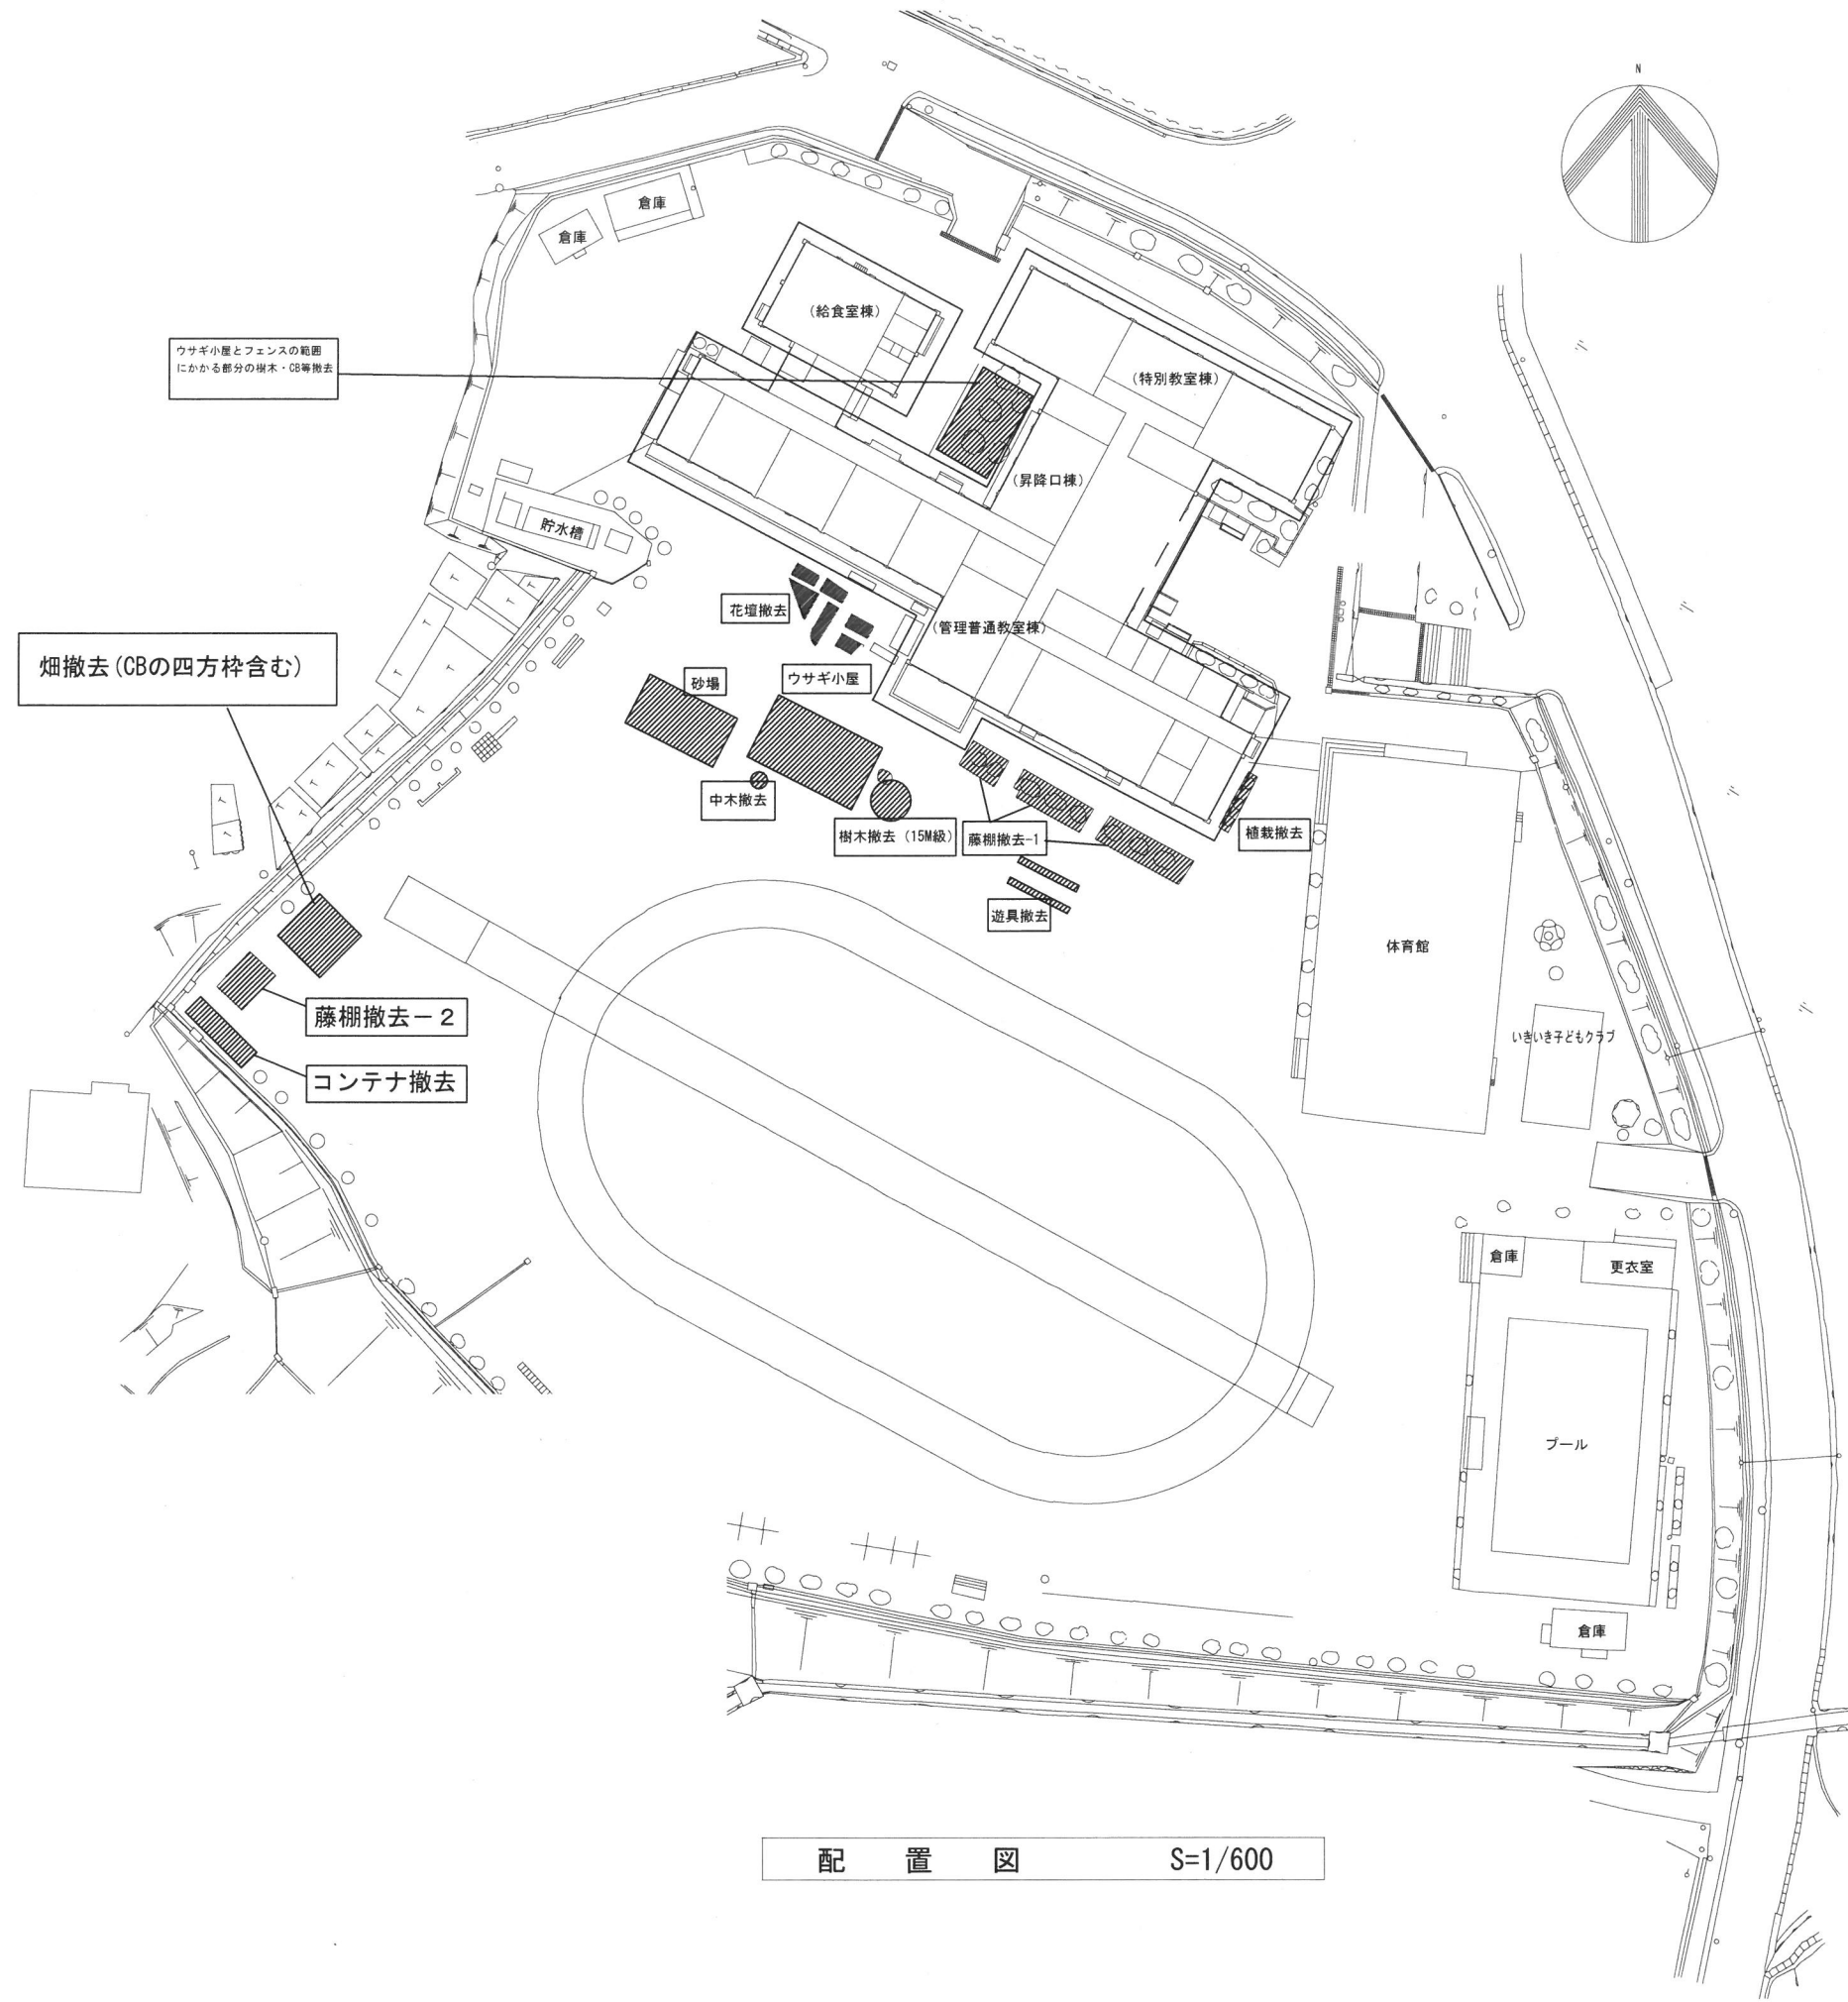 N
倉庫
倉庫
(給食室棟)
ウサギ小屋とフェンスの範囲
にかかる部分の樹木・CB等撤去
(特別教室棟)
(昇降口棟)
貯水槽
花壇撤去
(管理普通教室棟)
畑撤去(CBの四方枠含む)
砂場
ウサギ小屋
中木撤去
樹木撤去 (15M級)
藤棚撤去-1
植栽撤去
遊具撤去
体育館
藤棚撤去－2
いきいき子どもクラブ
コンテナ撤去
倉庫
更衣室
プール
倉庫
配 置 図 S=1/600